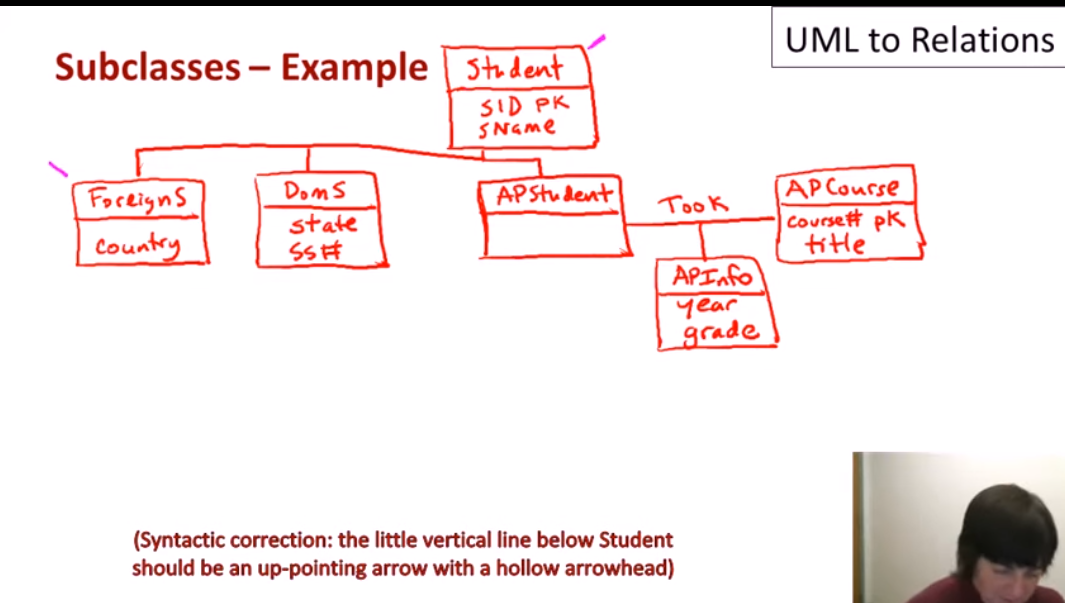 UML to Relations
Subclasses – Example
Student
SID PK
SName
ForeignS
Country
DomS
state
SS#
APStudent
Took
APCourse
course# pK
title
APInfo
year
grade
(Syntactic correction: the little vertical line below Student
should be an up-pointing arrow with a hollow arrowhead)